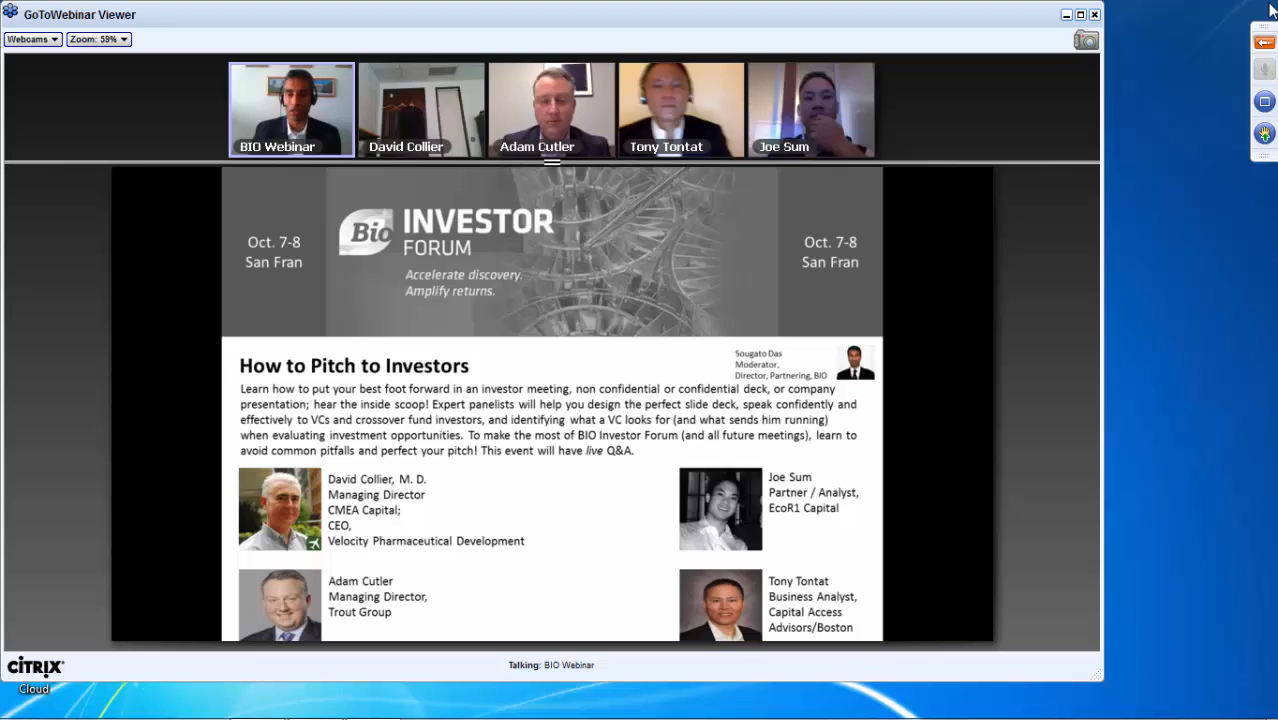 GoToWebinar Viewer
Webcams
Zoom: 59%
BIO Webinar
David Collier
Adam Cutler
Tony Tontat
Joe Sum
Oct. 7-8
San Fran
Bio
INVESTOR
FORUM
Accelerate discovery.
Amplify returns.
Oct. 7-8
San Fran
How to Pitch to Investors
Sougato Das
Moderator,
Director, Partnering, BIO
Learn how to put your best foot forward in an investor meeting, non confidential or confidential deck, or company
presentation; hear the inside scoop! Expert panelists will help you design the perfect slide deck, speak confidently and
effectively to VCs and crossover fund investors, and identifying what a VC looks for (and what sends him running)
when evaluating investment opportunities. To make the most of BIO Investor Forum (and all future meetings), learn to
avoid common pitfalls and perfect your pitch! This event will have live Q&A.
David Collier, M. D.
Managing Director
CMEA Capital;
CEO,
Velocity Pharmaceutical Development
Joe Sum
Partner / Analyst,
EcoR1 Capital
Adam Cutler
Managing Director,
Trout Group
Tony Tontat
Business Analyst,
Capital Access
Advisors/Boston
CITRIX
Talking: BIO Webinar
Cloud